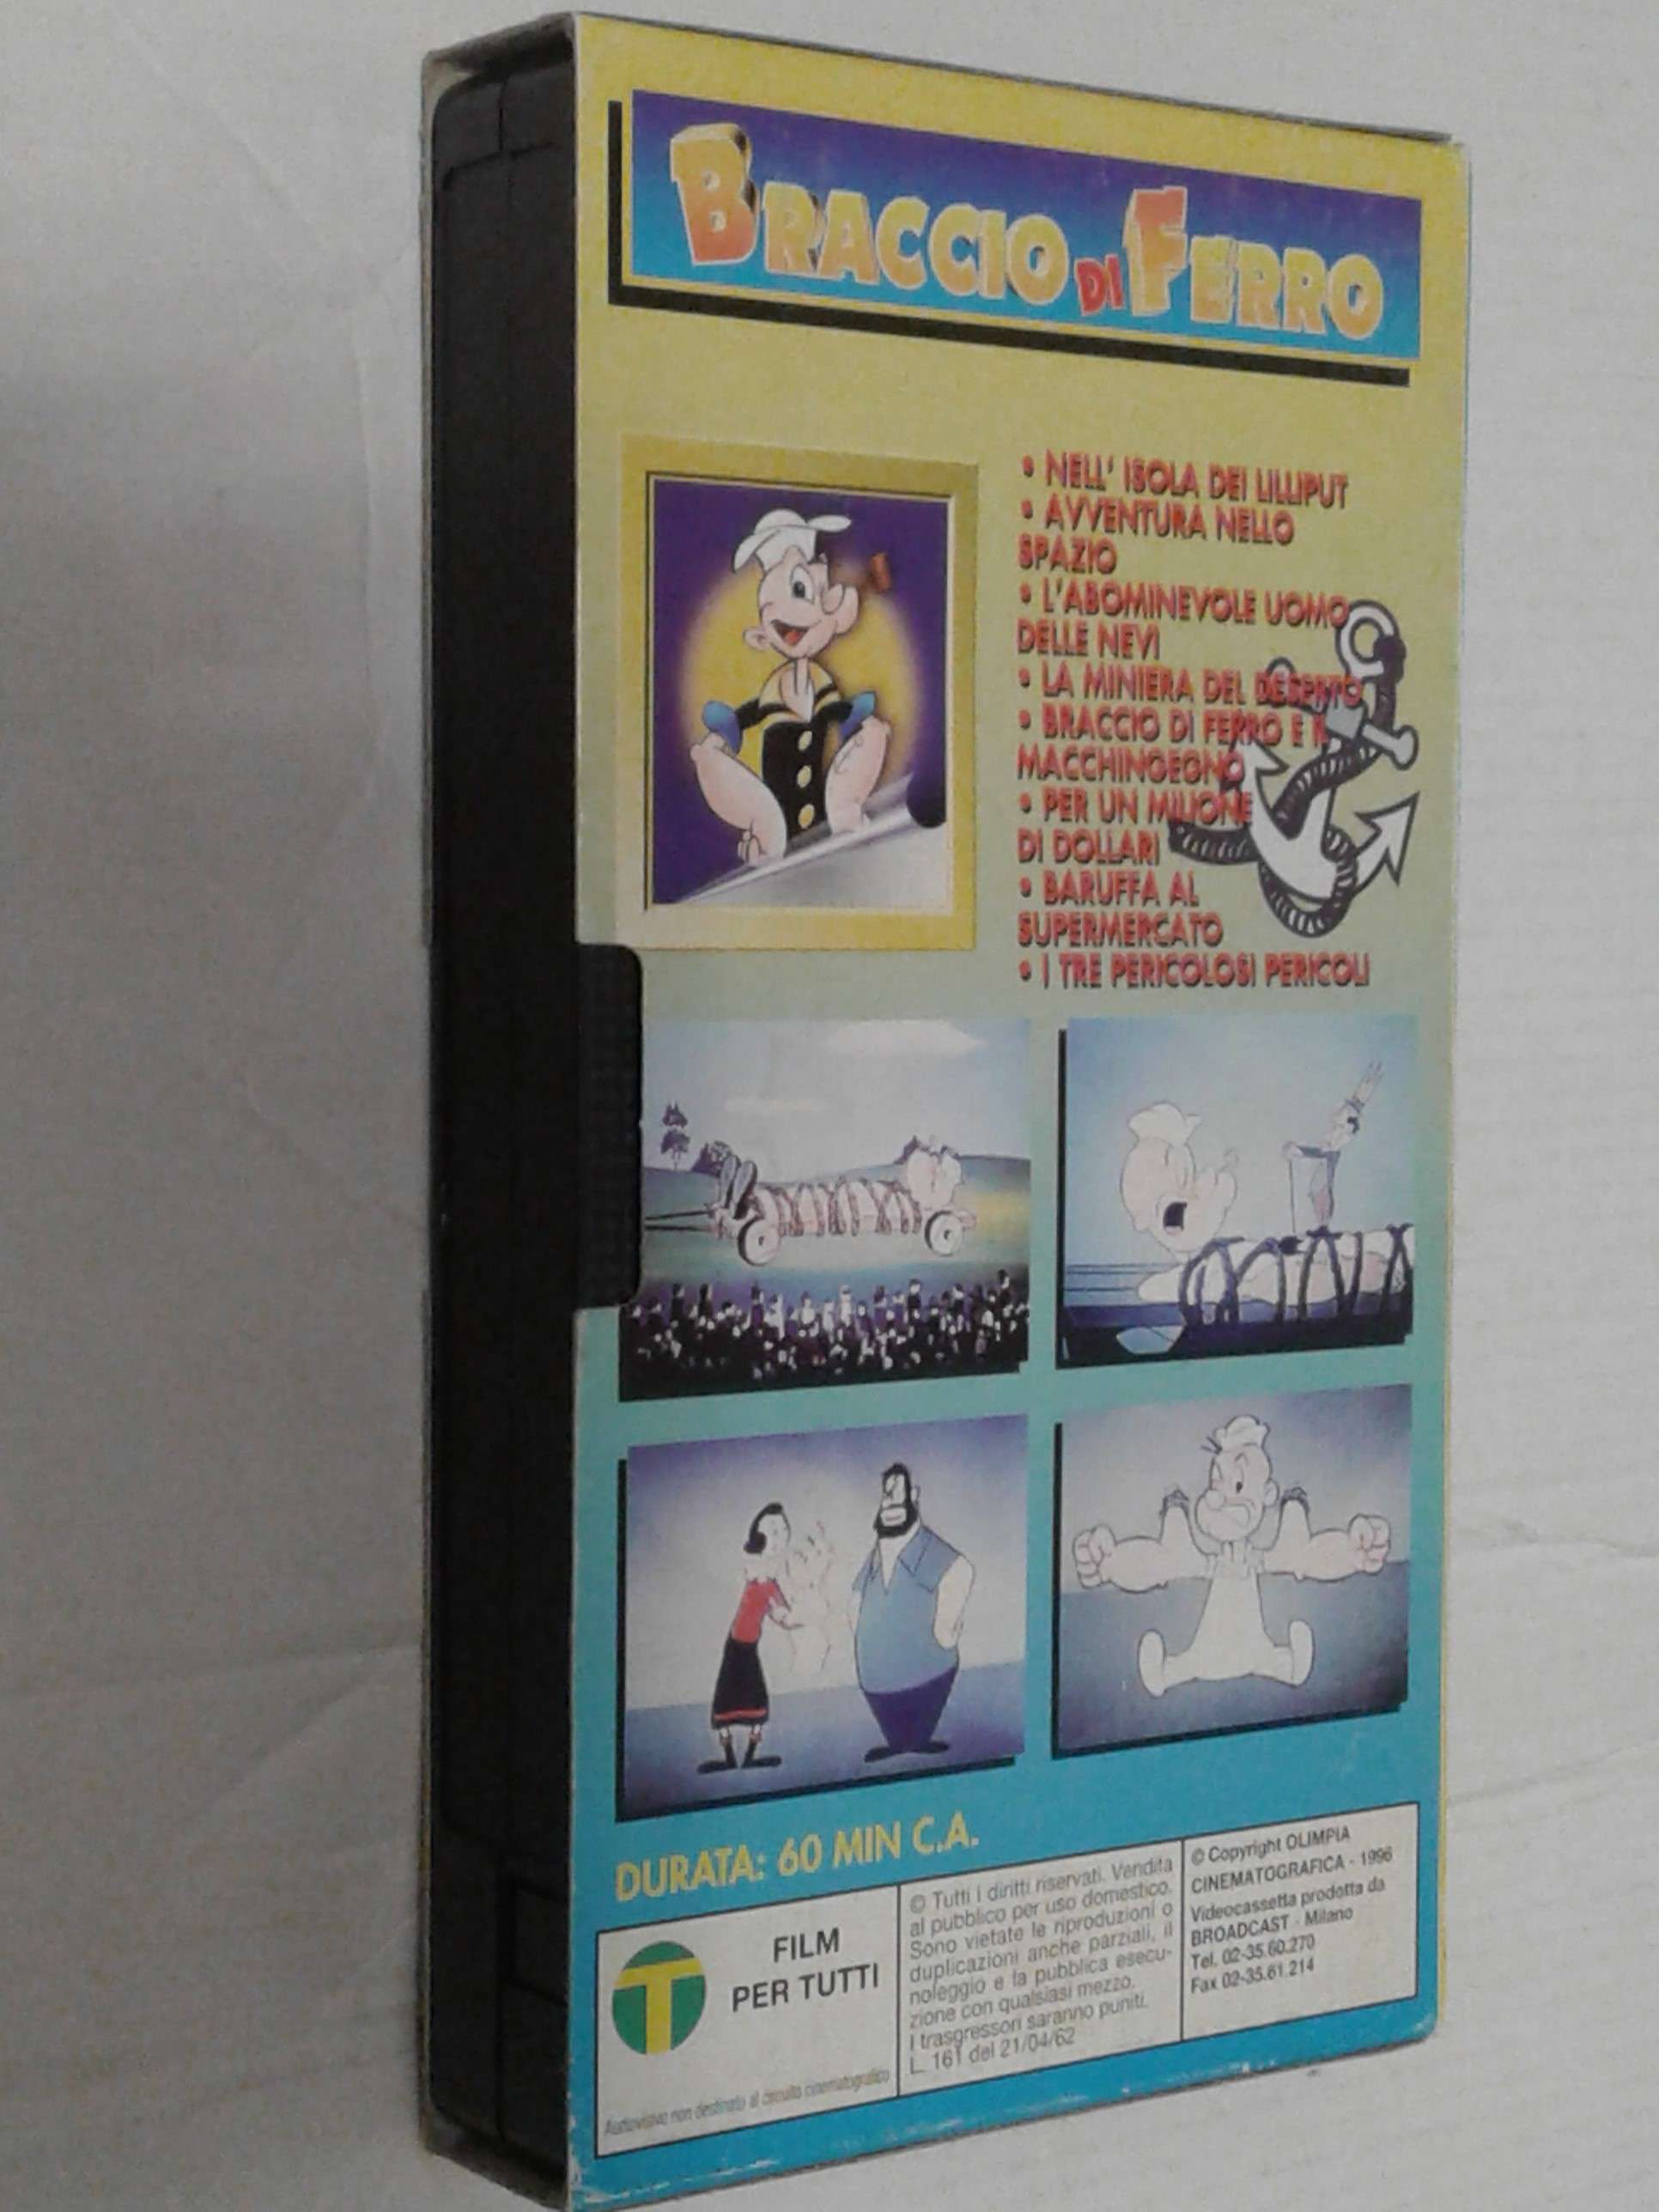 BRACCIO DI FERRO
• NELL' ISOLA DEI LILLIPUT
• AVVENTURA NELLO
SPAZIO
• L'ABOMINEVOLE UOMO
DELLE NEVI
• LA MINIERA DEL DESERTO
• BRACCIO DI FERRO E IL
MACCHINGEGNO
• PER UN MILIONE
DI DOLLARI
• BARUFFA AL
SUPERMERCATO
• I TRE PERICOLOSI PERICOLI
DURATA: 60 MIN C.A.
T
FILM
PER TUTTI
Audiovisivo non destinato al circuito cinematografico
© Tutti i diritti riservati. Vendita
al pubblico per uso domestico.
Sono vietate le riproduzioni o
duplicazioni anche parziali, il
noleggio e la pubblica esecu-
zione con qualsiasi mezzo.
I trasgressori saranno puniti.
L. 161 del 21/04/62
© Copyright OLIMPIA
CINEMATOGRAFICA - 1996
Videocassetta prodotta da
BROADCAST - Milano
Tel. 02-35.60.270
Fax 02-35.61.214